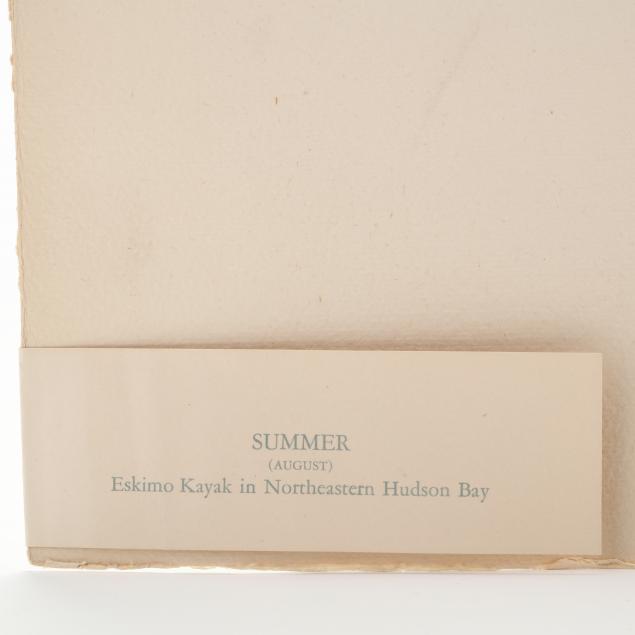 SUMMER
(AUGUST)
Eskimo Kayak in Northeastern Hudson Bay